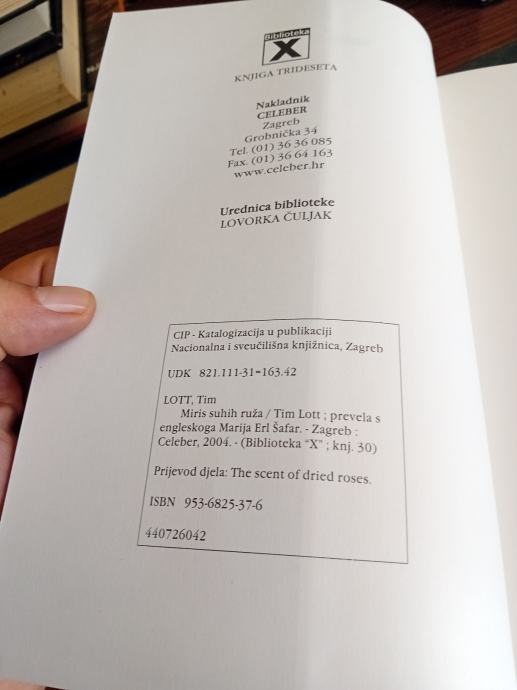 Biblioteka
X
KNJIGA TRIDESETA
Nakladnik
CELEBER
Zagreb
Grobnička 34
Tel. (01) 36 36 085
Fax. (01) 36 64 163
www.celeber.hr
Urednica biblioteke
LOVORKA ČULJAK
CIP - Katalogizacija u publikaciji
Nacionalna i sveučilišna knjižnica, Zagreb
UDK 821.111-31=163.42
LOTT, Tim
Miris suhih ruža / Tim Lott ; prevela s
engleskoga Marija Erl Šafar. - Zagreb :
Celeber, 2004. - (Biblioteka "X" ; knj. 30)
Prijevod djela: The scent of dried roses.
ISBN 953-6825-37-6
440726042